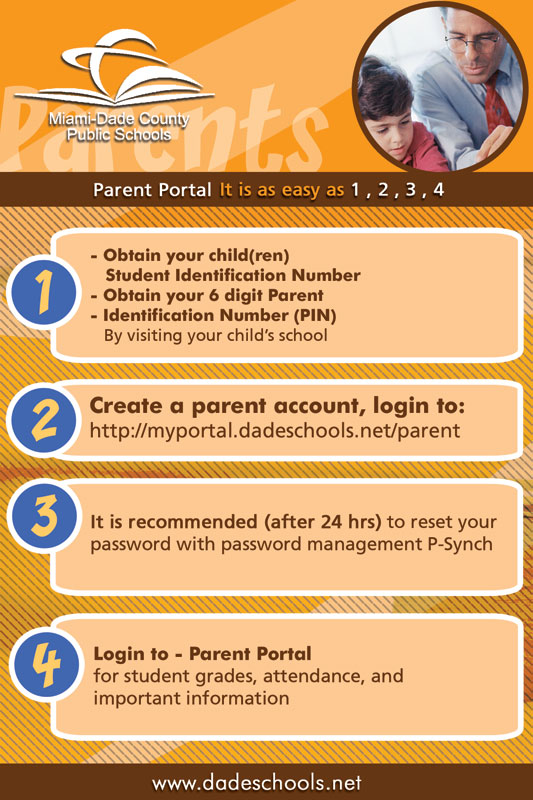 Parents
Miami-Dade County
Public Schools
Parent Portal It is as easy as 1 , 2 , 3 , 4
1
- Obtain your child(ren)
Student Identification Number
- Obtain your 6 digit Parent
- Identification Number (PIN)
By visiting your child's school
2
Create a parent account, login to:
http://myportal.dadeschools.net/parent
3
It is recommended (after 24 hrs) to reset your
password with password management P-Synch
4
Login to - Parent Portal
for student grades, attendance, and
important information
www.dadeschools.net